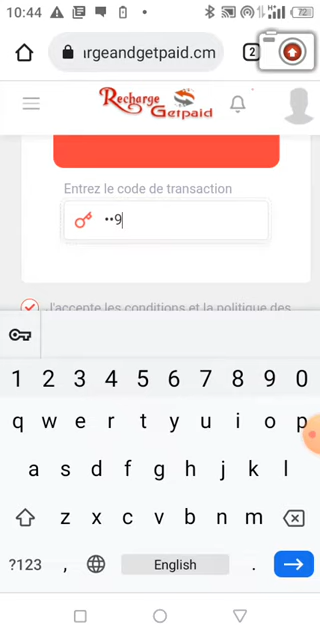 10:44
72
ırgeandgetpaid.cm
2
Recharge
Getpaid
Entrez le code de transaction
••9
J'accepte les conditions et la politique des
1 2 3 4 5 6 7 8 9 0
q w e r t y u i o p
a s d f g h j k l
z x c v b n m
?123 , English .